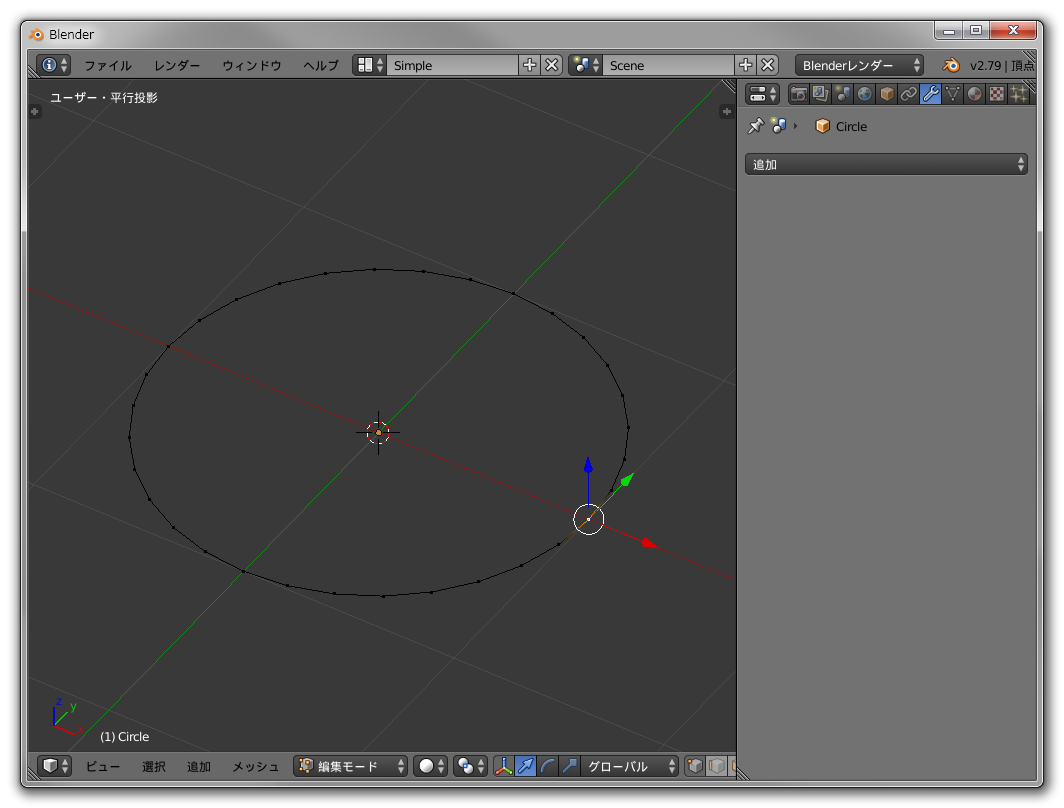 Blender
ファイル レンダー ウィンドウ ヘルプ Simple Scene Blenderレンダー v2.79 | 頂点
ユーザー・平行投影
Circle
追加
z
y
x
(1) Circle
ビュー 選択 追加 メッシュ 編集モード グローバル